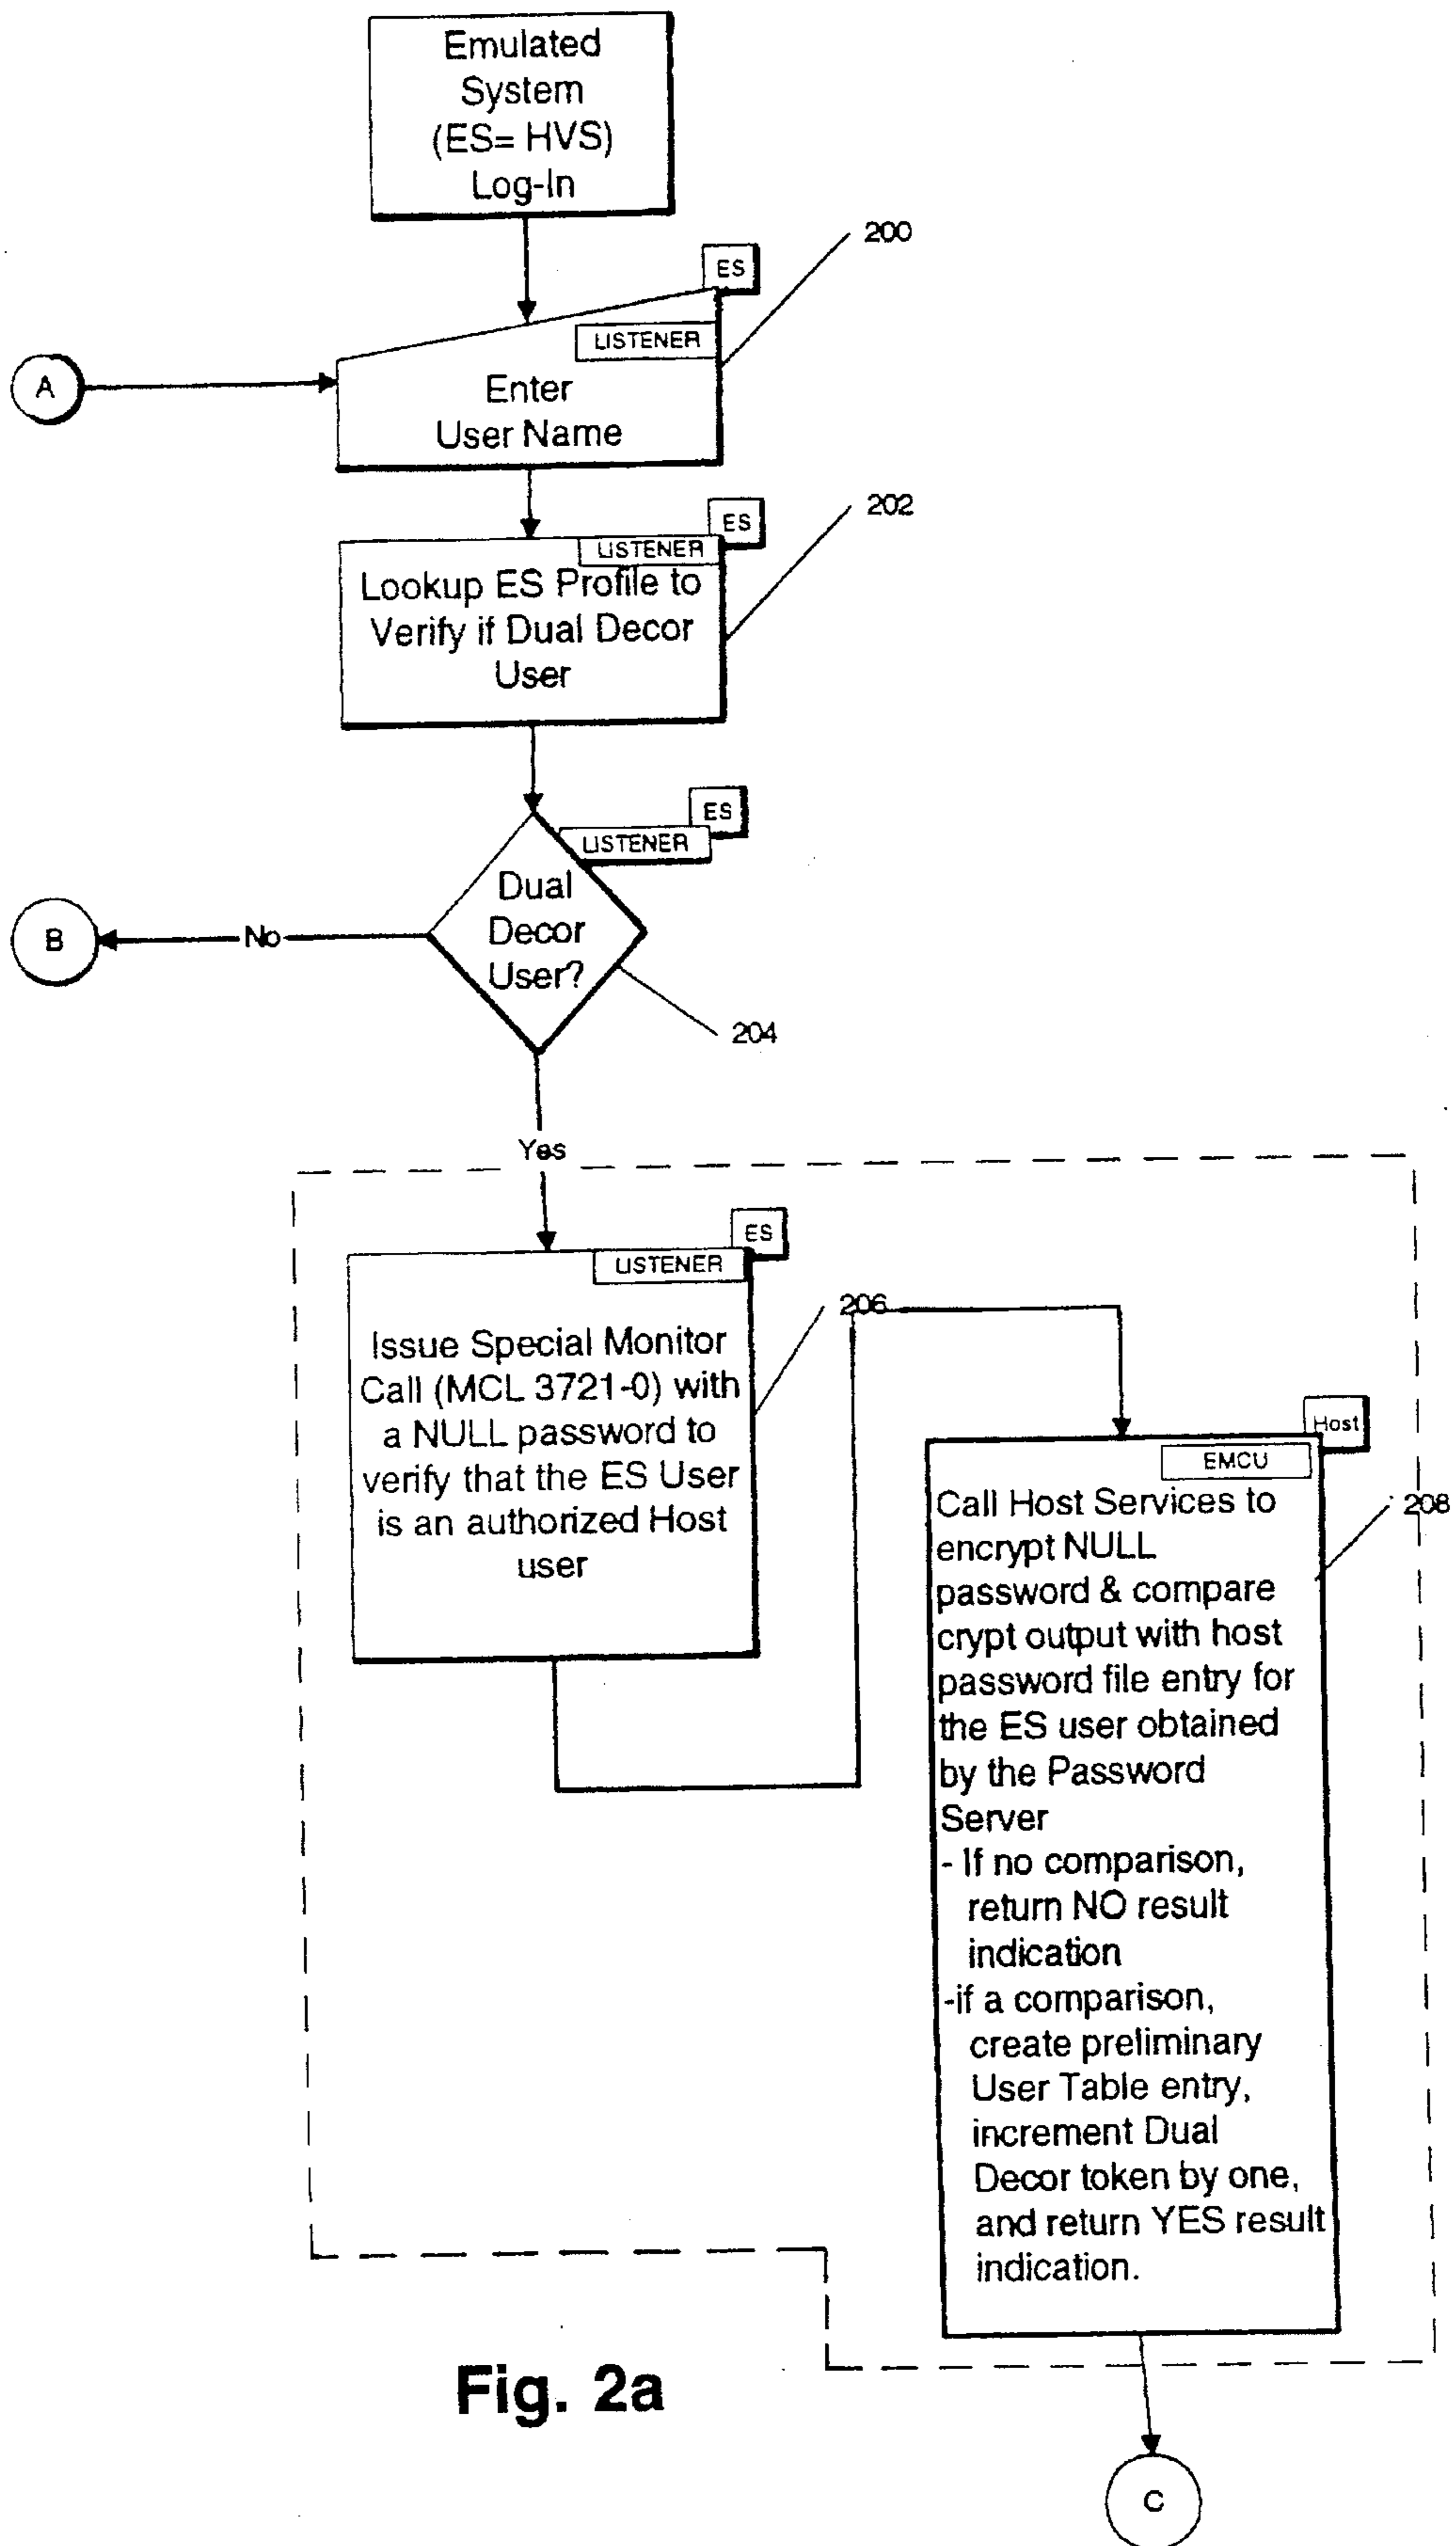 Emulated
System
(ES= HVS)
Log-In
200
ES
LISTENER
A
Enter
User Name
202
ES
LISTENER
Lookup ES Profile to
Verify if Dual Decor
User
ES
LISTENER
Dual
Decor
User?
B
No
204
Yes
ES
LISTENER
206
Issue Special Monitor
Call (MCL 3721-0) with
a NULL password to
verify that the ES User
is an authorized Host
user
Host
EMCU
208
Call Host Services to
encrypt NULL
password & compare
crypt output with host
password file entry for
the ES user obtained
by the Password
Server
- If no comparison,
return NO result
indication
-if a comparison,
create preliminary
User Table entry,
increment Dual
Decor token by one,
and return YES result
indication.
Fig. 2a
C